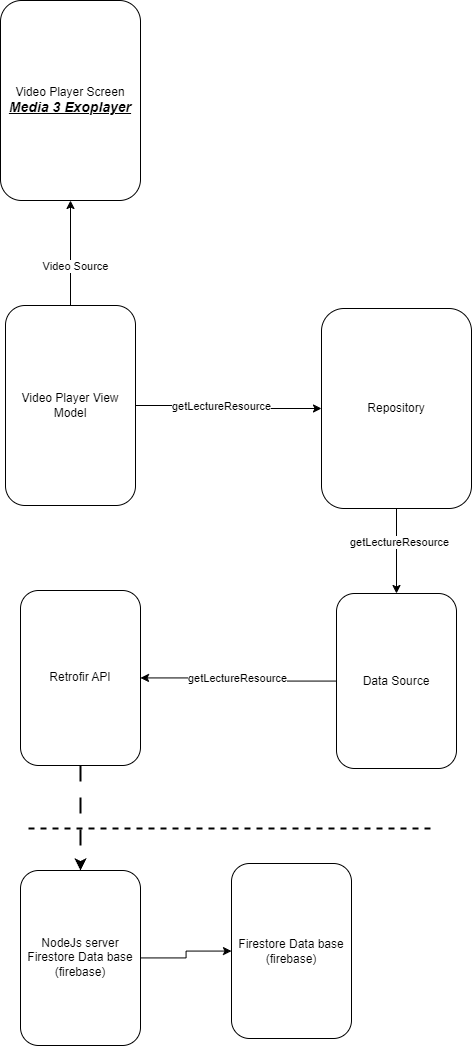 Video Player Screen
Media 3 Exoplayer
Video Source
Video Player View
Model
getLectureResource
Repository
getLectureResource
Retrofir API
getLectureResource
Data Source
NodeJs server
Firestore Data base
(firebase)
Firestore Data base
(firebase)